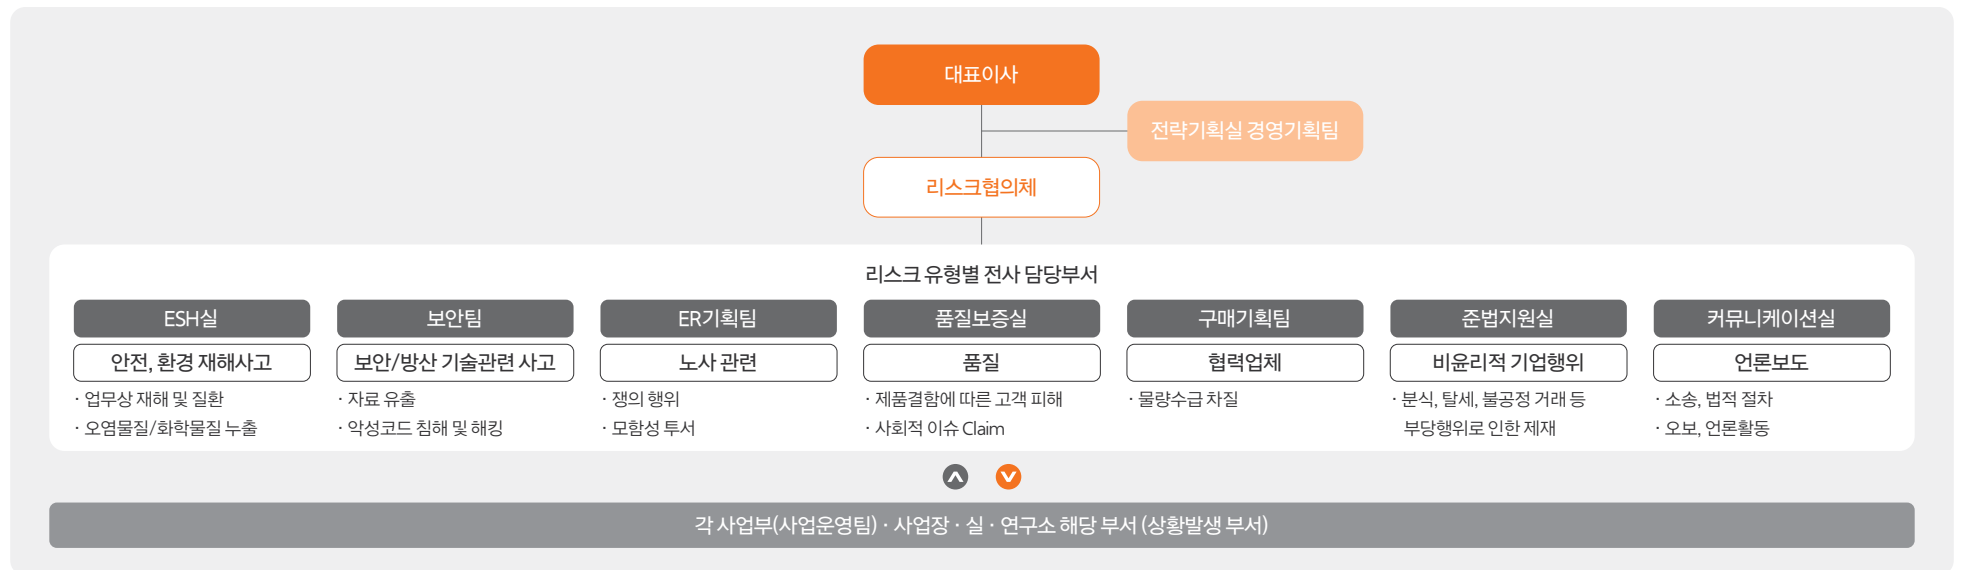 대표이사
전략기획실 경영기획팀
리스크협의체
리스크 유형별 전사 담당부서
ESH실
안전, 환경 재해사고
· 업무상 재해 및 질환
· 오염물질/화학물질 누출
보안팀
보안/방산 기술관련 사고
· 자료 유출
· 악성코드 침해 및 해킹
ER기획팀
노사 관련
· 쟁의 행위
· 모함성 투서
품질보증실
품질
· 제품결함에 따른 고객 피해
· 사회적 이슈 Claim
구매기획팀
협력업체
· 물량수급 차질
준법지원실
비윤리적 기업행위
· 분식, 탈세, 불공정 거래 등
부당행위로 인한 제재
커뮤니케이션실
언론보도
· 소송, 법적 절차
· 오보, 언론활동
각 사업부(사업운영팀) · 사업장 · 실 · 연구소 해당 부서 (상황발생 부서)